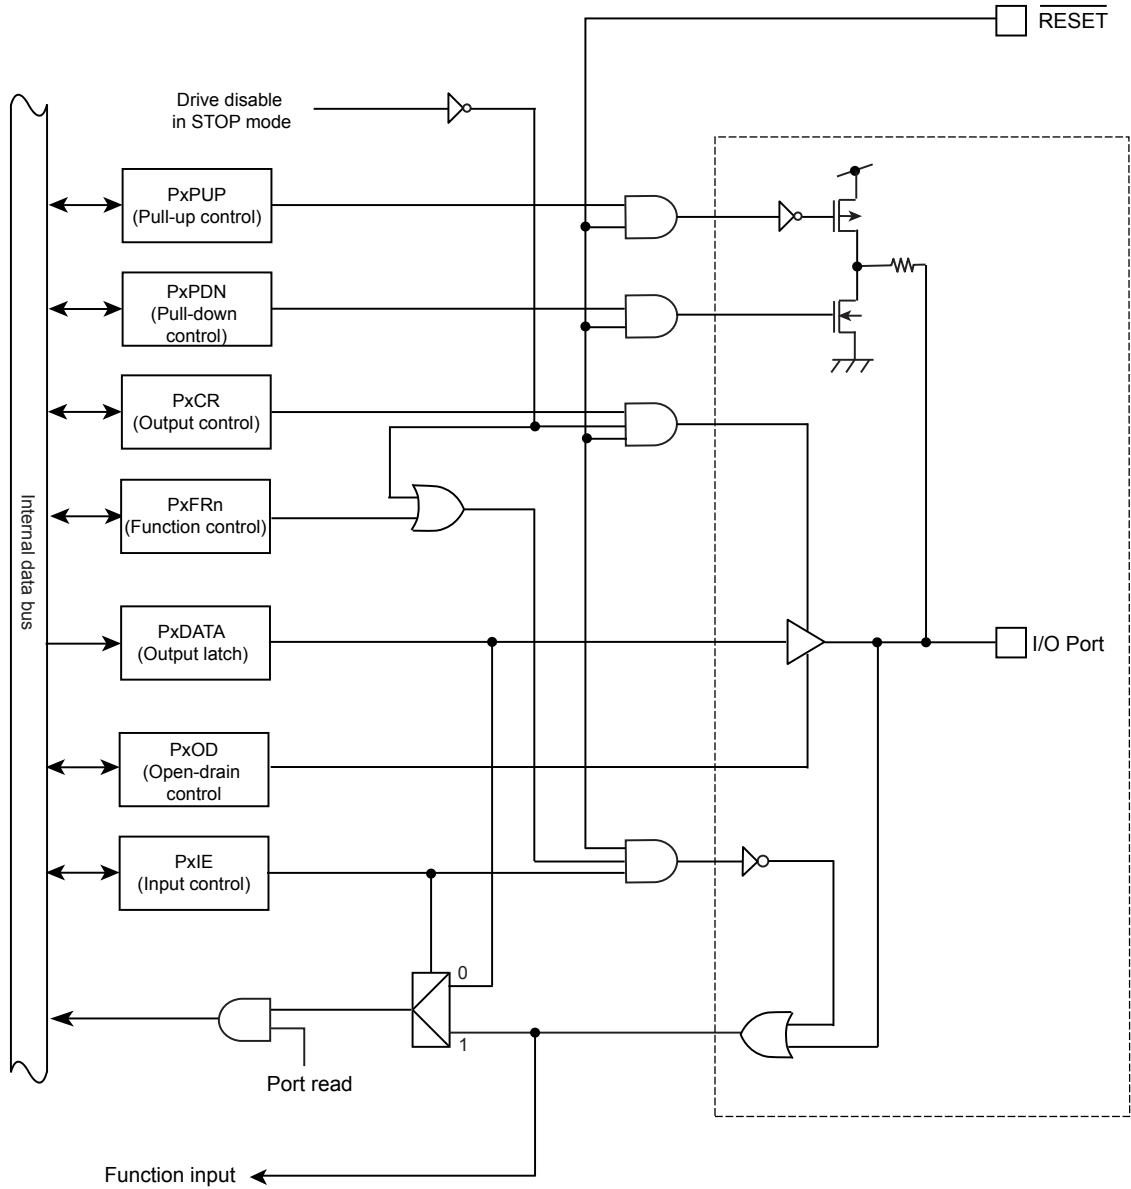 RESET
Drive disable
in STOP mode
PxPUP
(Pull-up control)
PxPDN
(Pull-down
control)
PxCR
(Output control)
PxFRn
(Function control)
Internal data bus
PxDATA
(Output latch)
I/O Port
PxOD
(Open-drain
control
PxIE
(Input control)
0
1
Port read
Function input